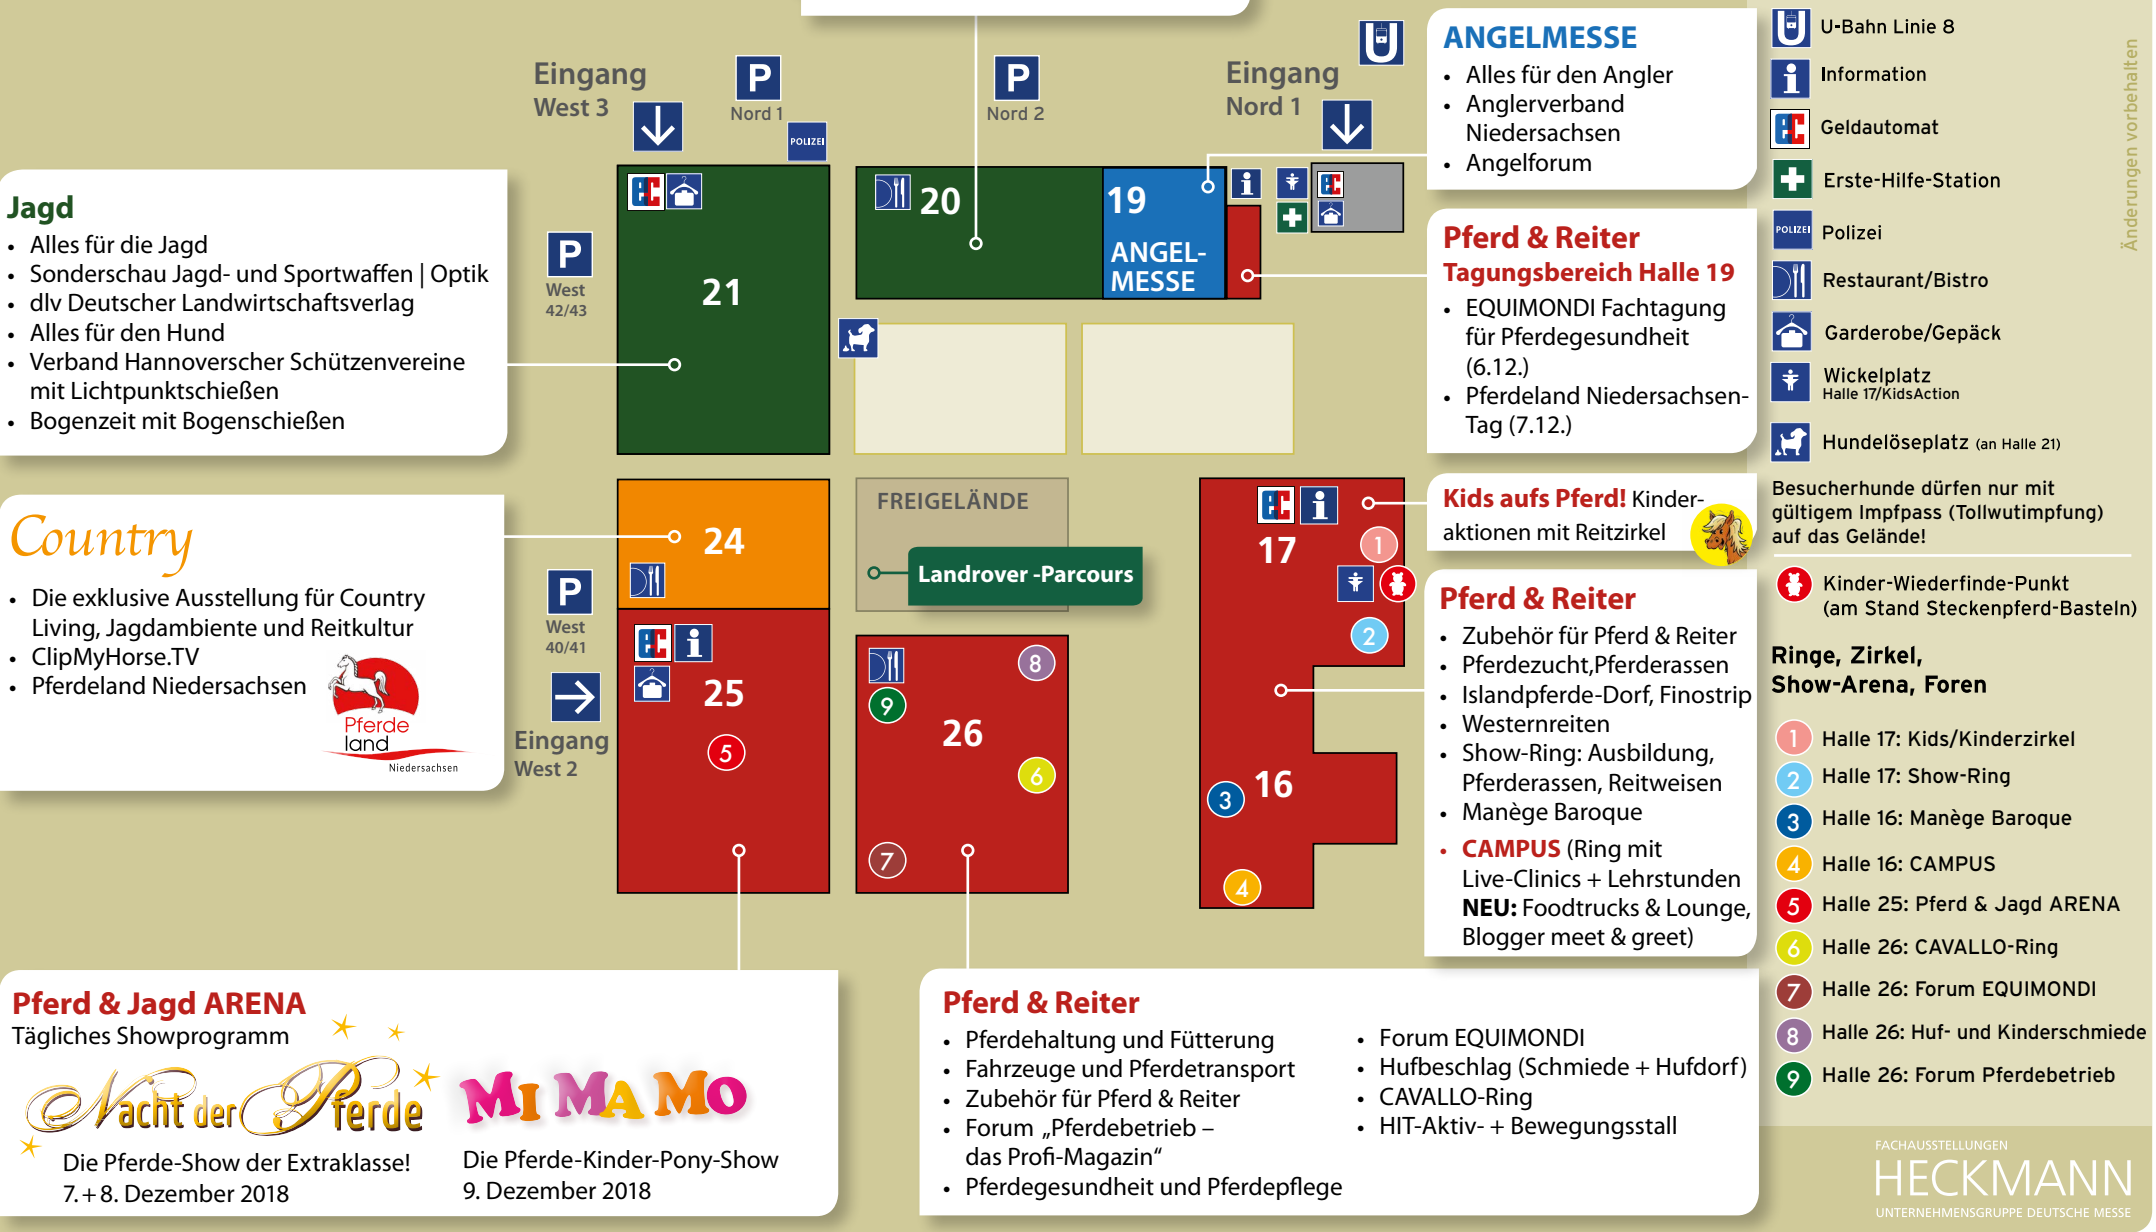 Eingang
West 3
P
Nord 1
POLIZEI
P
Nord 2
Eingang
Nord 1
U
ANGELMESSE
• Alles für den Angler
• Anglerverband
Niedersachsen
• Angelforum
Jagd
• Alles für die Jagd
• Sonderschau Jagd- und Sportwaffen | Optik
• dlv Deutscher Landwirtschaftsverlag
• Alles für den Hund
• Verband Hannoverscher Schützenvereine
mit Lichtpunktschießen
• Bogenzeit mit Bogenschießen
P
West
42/43
ec
21
20
19
ANGEL-
MESSE
i
ec
Pferd & Reiter
Tagungsbereich Halle 19
• EQUIMONDI Fachtagung
für Pferdegesundheit
(6.12.)
• Pferdeland Niedersachsen-
Tag (7.12.)
Country
• Die exklusive Ausstellung für Country
Living, Jagdambiente und Reitkultur
• ClipMyHorse.TV
• Pferdeland Niedersachsen
Pferde
land
Niedersachsen
24
FREIGELÄNDE
Landrover -Parcours
P
West
40/41
Eingang
West 2
ec i
25
5
8
9
26
6
7
ec i
17
1
2
3
16
4
Kids aufs Pferd! Kinder-
aktionen mit Reitzirkel
Pferd & Reiter
• Zubehör für Pferd & Reiter
• Pferdezucht,Pferderassen
• Islandpferde-Dorf, Finostrip
• Westernreiten
• Show-Ring: Ausbildung,
Pferderassen, Reitweisen
• Manège Baroque
• CAMPUS (Ring mit
Live-Clinics + Lehrstunden
NEU: Foodtrucks & Lounge,
Blogger meet & greet)
Pferd & Jagd ARENA
Tägliches Showprogramm
Nacht der Pferde
Die Pferde-Show der Extraklasse!
7. + 8. Dezember 2018
MI MA MO
Die Pferde-Kinder-Pony-Show
9. Dezember 2018
Pferd & Reiter
• Pferdehaltung und Fütterung
• Fahrzeuge und Pferdetransport
• Zubehör für Pferd & Reiter
• Forum „Pferdebetrieb –
das Profi-Magazin“
• Pferdegesundheit und Pferdepflege
• Forum EQUIMONDI
• Hufbeschlag (Schmiede + Hufdorf)
• CAVALLO-Ring
• HIT-Aktiv- + Bewegungsstall
U U-Bahn Linie 8
i Information
ec Geldautomat
Erste-Hilfe-Station
POLIZEI Polizei
Restaurant/Bistro
Garderobe/Gepäck
Wickelplatz
Halle 17/KidsAction
Hundelöseplatz (an Halle 21)
Besucherhunde dürfen nur mit
gültigem Impfpass (Tollwutimpfung)
auf das Gelände!
Kinder-Wiederfinde-Punkt
(am Stand Steckenpferd-Basteln)
Ringe, Zirkel,
Show-Arena, Foren
1 Halle 17: Kids/Kinderzirkel
2 Halle 17: Show-Ring
3 Halle 16: Manège Baroque
4 Halle 16: CAMPUS
5 Halle 25: Pferd & Jagd ARENA
6 Halle 26: CAVALLO-Ring
7 Halle 26: Forum EQUIMONDI
8 Halle 26: Huf- und Kinderschmiede
9 Halle 26: Forum Pferdebetrieb
Änderungen vorbehalten
FACHAUSSTELLUNGEN
HECKMANN
UNTERNEHMENSGRUPPE DEUTSCHE MESSE